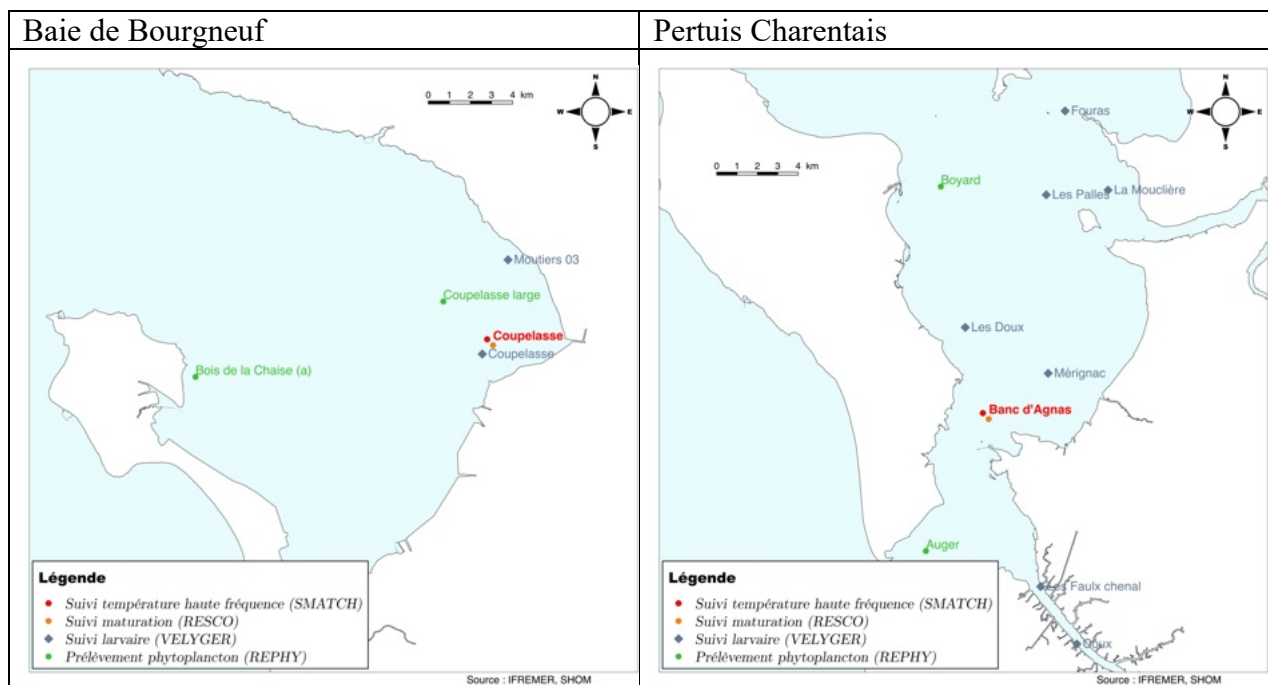 Baie de Bourgneuf
Pertuis Charentais
0 1 2 3 4 km
N
W E
S
Moutiers 03
Coupelasse large
Coupelasse
Coupelasse
Bois de la Chaise (a)
Légende
Suivi température haute fréquence (SMATCH)
Suivi maturation (RESCO)
Suivi larvaire (VELYGER)
Prélèvement phytoplancton (REPHY)
Source : IFREMER, SHOM
N
W E
S
Fouras
0 1 2 3 4 km
Boyard
La Mouclière
Les Palles
Les Doux
Mérignac
Banc d'Agnas
Auger
Les Faulx chenal
Légende
Suivi température haute fréquence (SMATCH)
Suivi maturation (RESCO)
Suivi larvaire (VELYGER)
Prélèvement phytoplancton (REPHY)
Source : IFREMER, SHOM